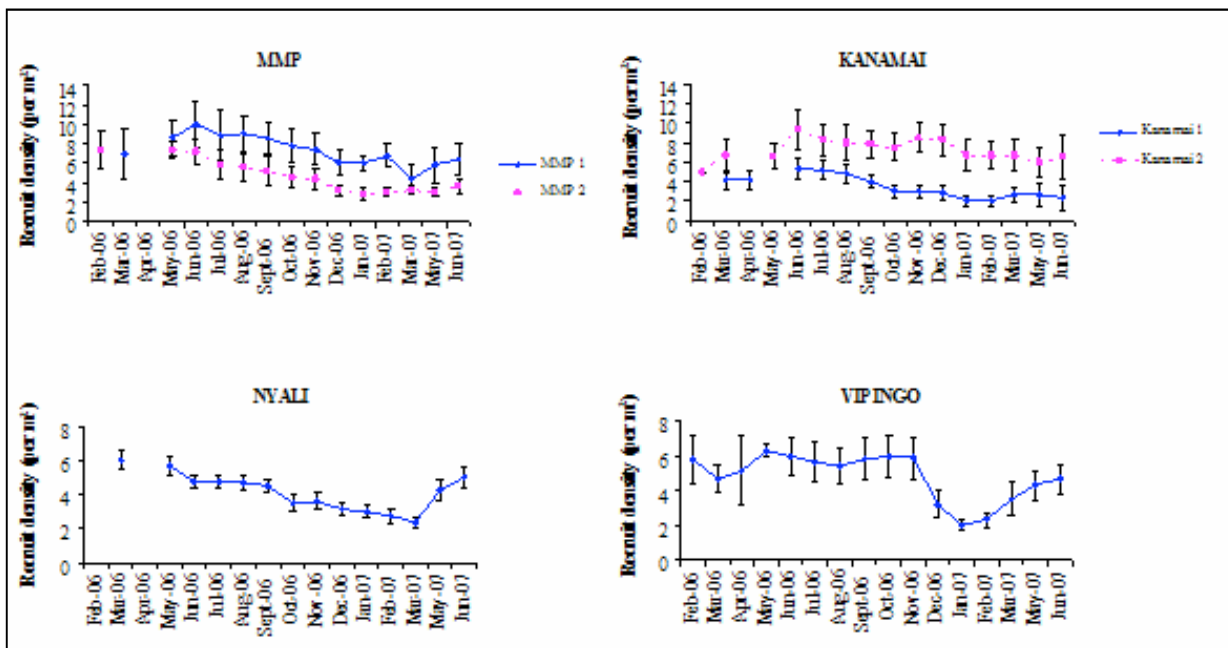 MMP
Recruit density (per m²)
14
12
10
8
6
4
2
0
Feb-06
Mar-06
Apr-06
May-06
Jun-06
Jul-06
Aug-06
Sept-06
Oct-06
Nov-06
Dec-06
Jan-07
Feb-07
Mar-07
May-07
Jun-07
MMP 1
MMP 2
KANAMAI
Recruit density (per m²)
14
12
10
8
6
4
2
0
Feb-06
Mar-06
Apr-06
May-06
Jun-06
Jul-06
Aug-06
Sept-06
Oct-06
Nov-06
Dec-06
Jan-07
Feb-07
Mar-07
May-07
Jun-07
Kanamai 1
Kanamai 2
NYALI
Recruit density (per m²)
8
6
4
2
0
Feb-06
Mar-06
Apr-06
May-06
Jun-06
Jul-06
Aug-06
Sept-06
Oct-06
Nov-06
Dec-06
Jan-07
Feb-07
Mar-07
May-07
Jun-07
VIPINGO
Recruit density (per m²)
8
6
4
2
0
Feb-06
Mar-06
Apr-06
May-06
Jun-06
Jul-06
Aug-06
Sept-06
Oct-06
Nov-06
Dec-06
Jan-07
Feb-07
Mar-07
May-07
Jun-07